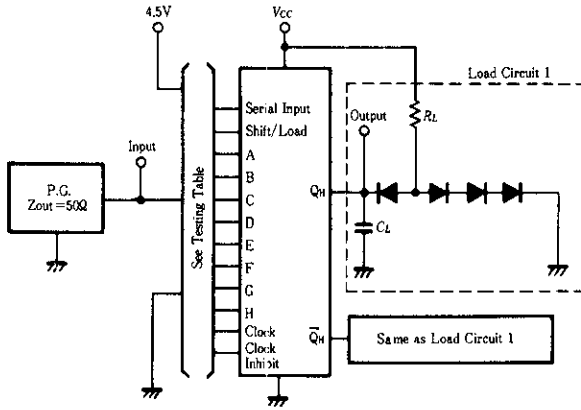 4.5V
VCC
Load Circuit 1
Output
RL
Serial Input
Shift/Load
Input
A
B
P.G.
Zout=50Ω
See Testing Table
C
QH
D
E
CL
F
G
H
Clock
Q̅H
Same as Load Circuit 1
Clock
Inhibit